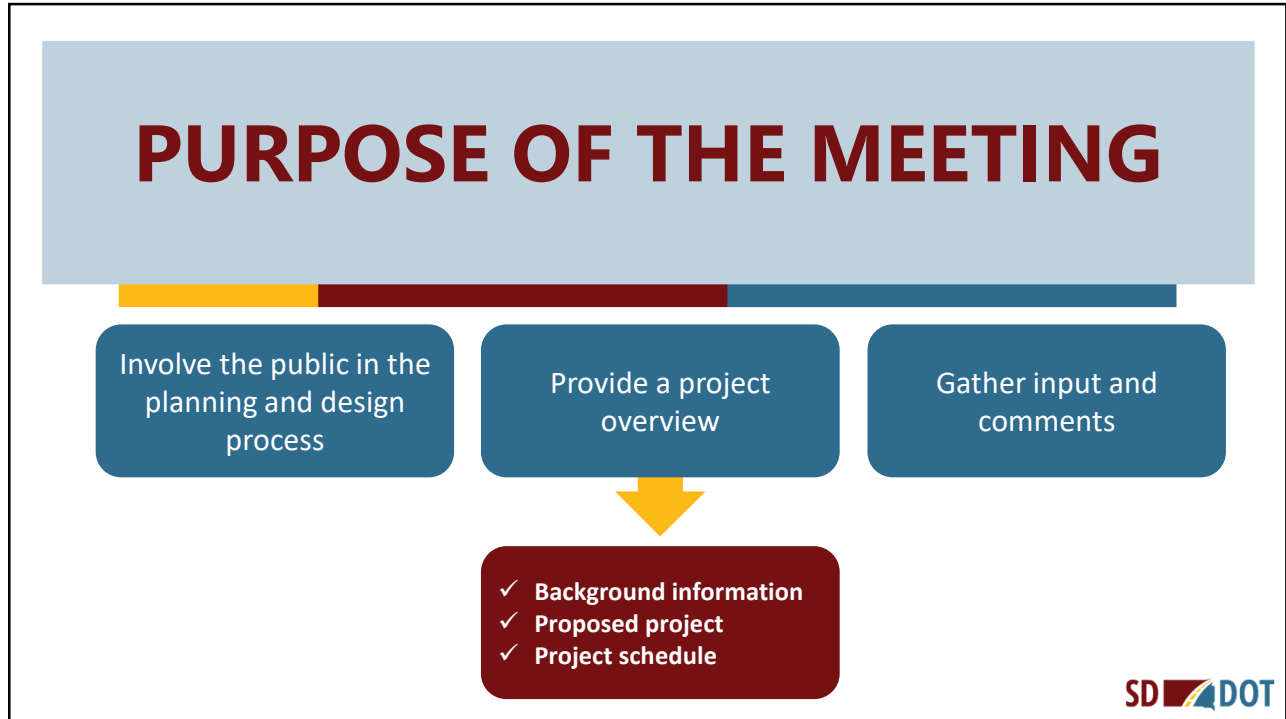 PURPOSE OF THE MEETING
Involve the public in the
planning and design
process
Provide a project
overview
Gather input and
comments
✓ Background information
✓ Proposed project
✓ Project schedule
SD DOT